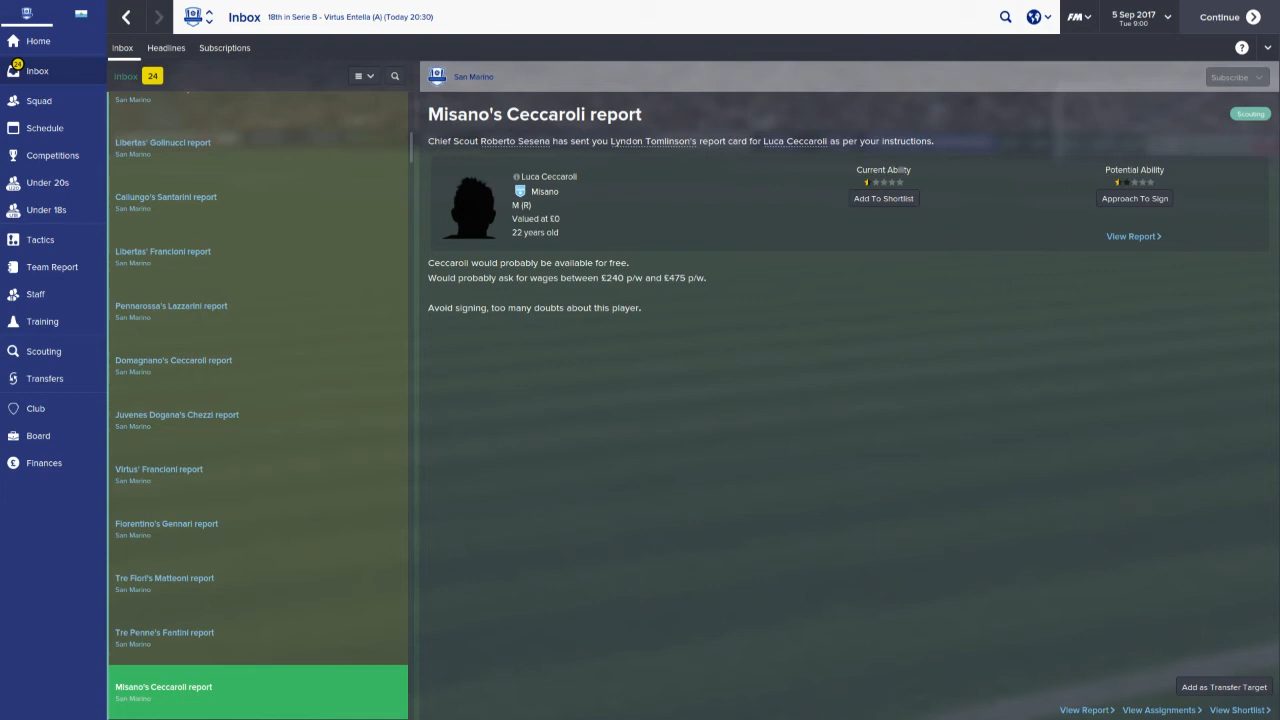 Inbox 18th in Serie B - Virtus Entella (A) (Today 20:30)
FM
5 Sep 2017
Tue 9:00
Continue
Home
24
Inbox
Squad
Schedule
Competitions
Under 20s
Under 18s
Tactics
Team Report
Staff
Training
Scouting
Transfers
Club
Board
Finances
Inbox Headlines Subscriptions
?
Inbox 24
San Marino
Libertas' Golinucci report
San Marino
Cailungo's Santarini report
San Marino
Libertas' Francioni report
San Marino
Pennarossa's Lazzarini report
San Marino
Domagnano's Ceccaroli report
San Marino
Juvenes Dogana's Chezzi report
San Marino
Virtus' Francioni report
San Marino
Fiorentino's Gennari report
San Marino
Tre Fiori's Matteoni report
San Marino
Tre Penne's Fantini report
San Marino
Misano's Ceccaroli report
San Marino
San Marino
Subscribe
Misano's Ceccaroli report
Scouting
Chief Scout Roberto Sesena has sent you Lyndon Tomlinson's report card for Luca Ceccaroli as per your instructions.
Luca Ceccaroli
Misano
M (R)
Valued at £0
22 years old
Current Ability
Add To Shortlist
Potential Ability
Approach To Sign
View Report
Ceccaroli would probably be available for free.
Would probably ask for wages between £240 p/w and £475 p/w.
Avoid signing, too many doubts about this player.
Add as Transfer Target
View Report View Assignments View Shortlist